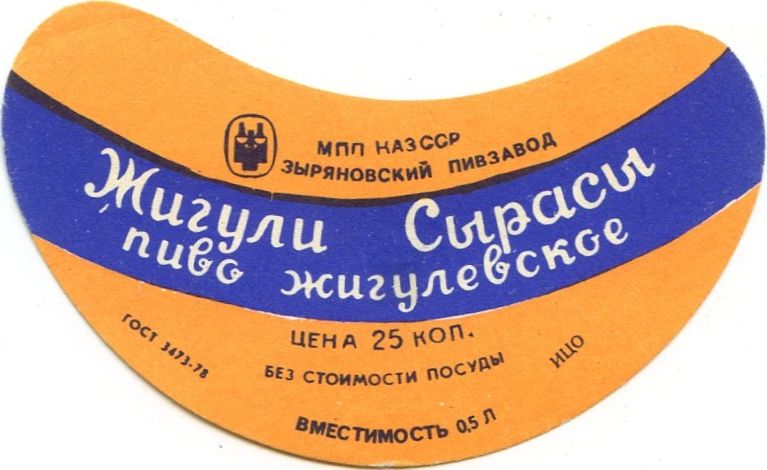 МПП КАЗССР
ЗЫРЯНОВСКИЙ ПИВЗАВОД
Жигули Сырасы
пиво жигулевское
ЦЕНА 25 КОП.
ГОСТ 3473-78
БЕЗ СТОИМОСТИ ПОСУДЫ
ИЦО
ВМЕСТИМОСТЬ 0,5 Л